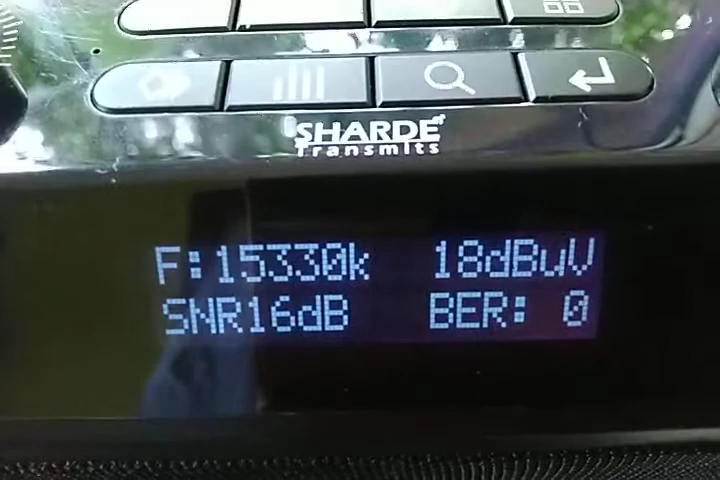 SHARDE
Transmits
F:15330k 18dBuV
SNR16dB BER: 0